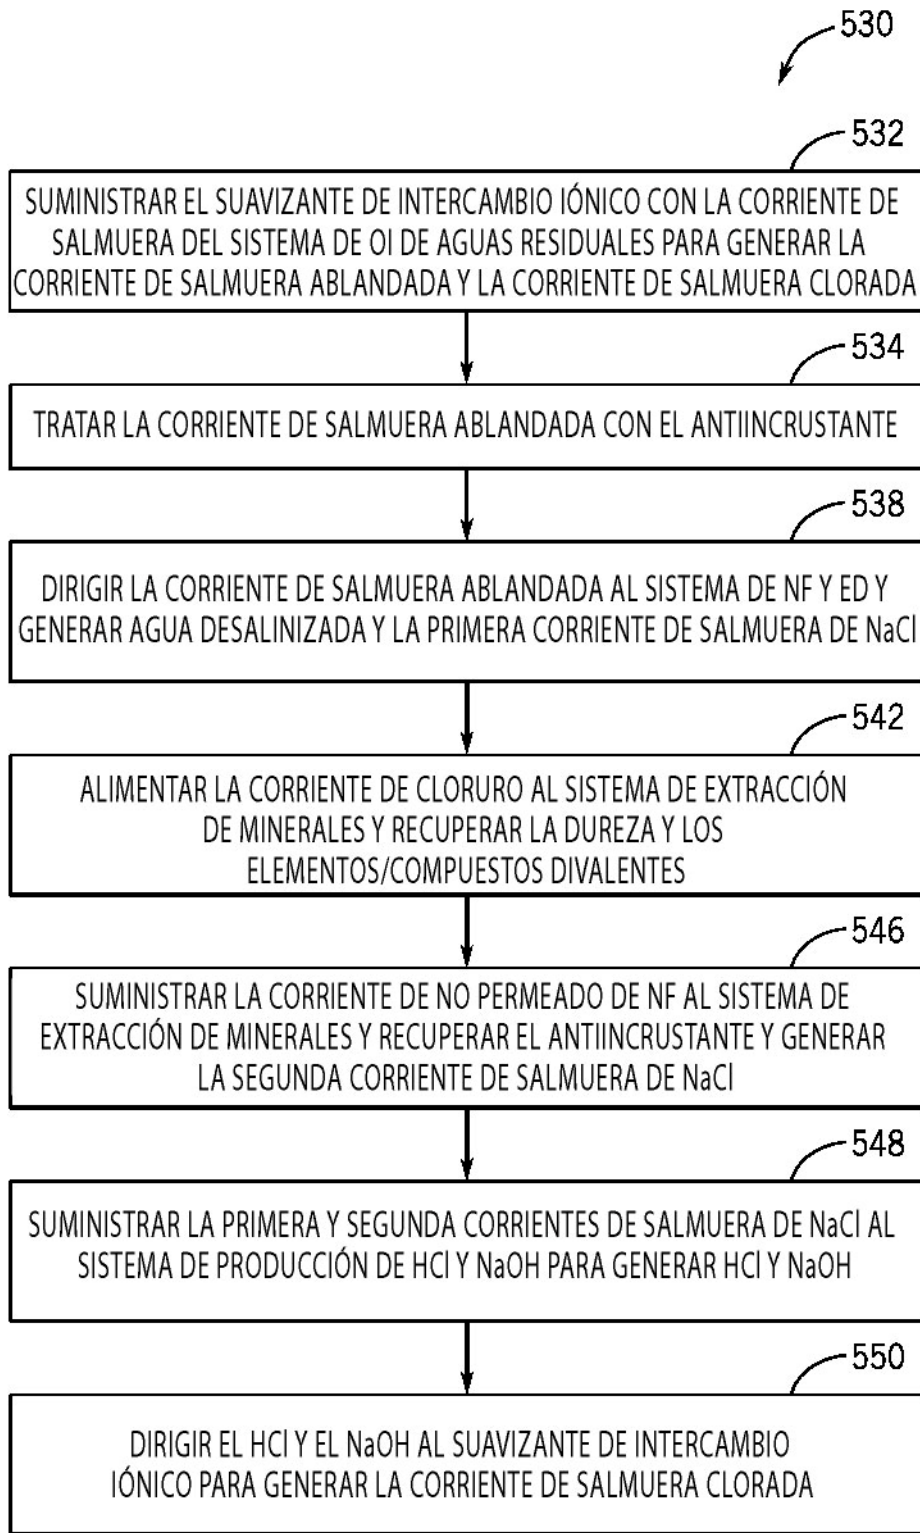 530
532
SUMINISTRAR EL SUAVIZANTE DE INTERCAMBIO IÓNICO CON LA CORRIENTE DE
SALMUERA DEL SISTEMA DE OI DE AGUAS RESIDUALES PARA GENERAR LA
CORRIENTE DE SALMUERA ABLANDADA Y LA CORRIENTE DE SALMUERA CLORADA
534
TRATAR LA CORRIENTE DE SALMUERA ABLANDADA CON EL ANTIINCRUSTANTE
538
DIRIGIR LA CORRIENTE DE SALMUERA ABLANDADA AL SISTEMA DE NF Y ED Y
GENERAR AGUA DESALINIZADA Y LA PRIMERA CORRIENTE DE SALMUERA DE NaCl
542
ALIMENTAR LA CORRIENTE DE CLORURO AL SISTEMA DE EXTRACCIÓN
DE MINERALES Y RECUPERAR LA DUREZA Y LOS
ELEMENTOS/COMPUESTOS DIVALENTES
546
SUMINISTRAR LA CORRIENTE DE NO PERMEADO DE NF AL SISTEMA DE
EXTRACCIÓN DE MINERALES Y RECUPERAR EL ANTIINCRUSTANTE Y GENERAR
LA SEGUNDA CORRIENTE DE SALMUERA DE NaCl
548
SUMINISTRAR LA PRIMERA Y SEGUNDA CORRIENTES DE SALMUERA DE NaCl AL
SISTEMA DE PRODUCCIÓN DE HCl Y NaOH PARA GENERAR HCl Y NaOH
550
DIRIGIR EL HCl Y EL NaOH AL SUAVIZANTE DE INTERCAMBIO
IÓNICO PARA GENERAR LA CORRIENTE DE SALMUERA CLORADA